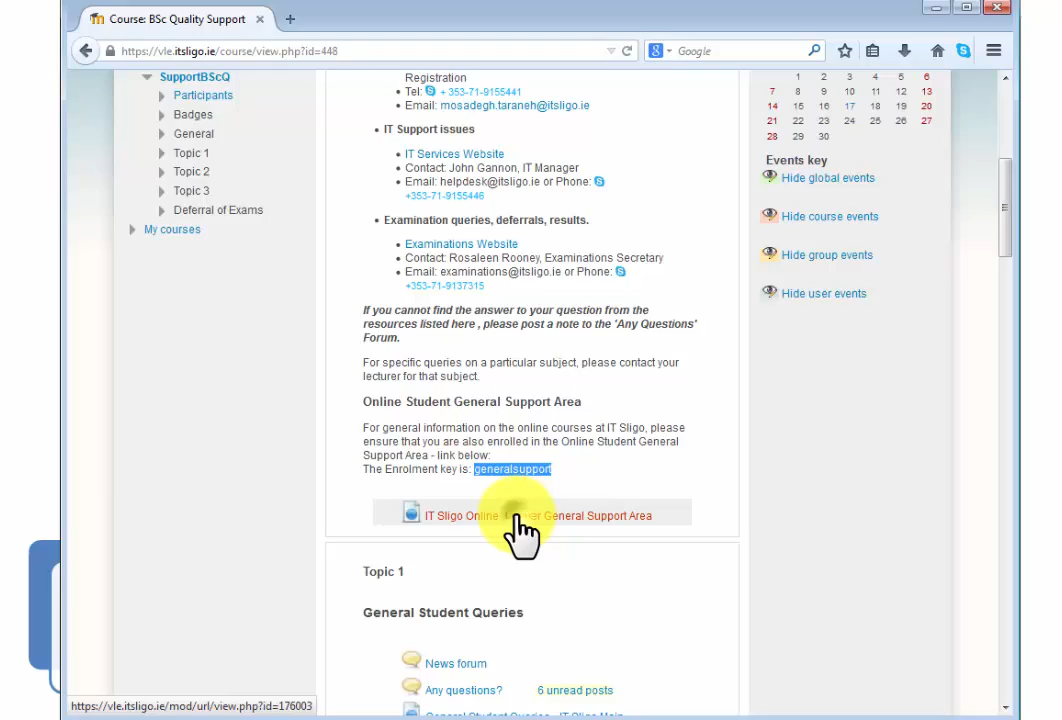 Course: BSc Quality Support
https://vle.itsligo.ie/course/view.php?id=448
Google
SupportBScQ
Participants
Badges
General
Topic 1
Topic 2
Topic 3
Deferral of Exams
My courses
Registration
Tel: + 353-71-9155441
Email: mosadegh.taraneh@itsligo.ie
IT Support issues
IT Services Website
Contact: John Gannon, IT Manager
Email: helpdesk@itsligo.ie or Phone:
+353-71-9155446
Examination queries, deferrals, results.
Examinations Website
Contact: Rosaleen Rooney, Examinations Secretary
Email: examinations@itsligo.ie or Phone:
+353-71-9137315
If you cannot find the answer to your question from the
resources listed here , please post a note to the 'Any Questions'
Forum.
For specific queries on a particular subject, please contact your
lecturer for that subject.
Online Student General Support Area
For general information on the online courses at IT Sligo, please
ensure that you are also enrolled in the Online Student General
Support Area - link below:
The Enrolment key is: generalsupport
IT Sligo Online General Support Area
Topic 1
General Student Queries
News forum
Any questions? 6 unread posts
General Student Queries - IT Sligo Main
1 2 3 4 5 6
7 8 9 10 11 12 13
14 15 16 17 18 19 20
21 22 23 24 25 26 27
28 29 30
Events key
Hide global events
Hide course events
Hide group events
Hide user events
https://vle.itsligo.ie/mod/url/view.php?id=176003